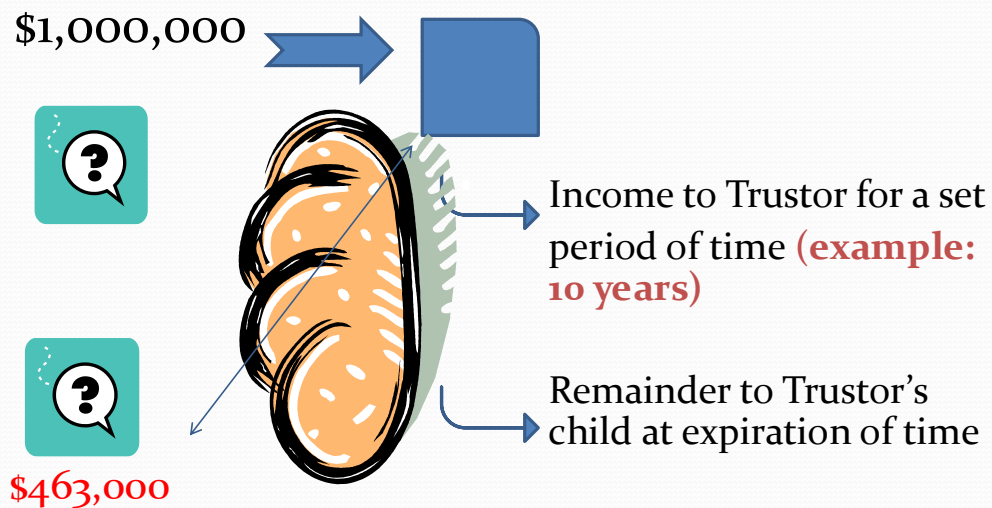 $1,000,000
?
Income to Trustor for a set
period of time (example:
10 years)
?
Remainder to Trustor's
child at expiration of time
$463,000